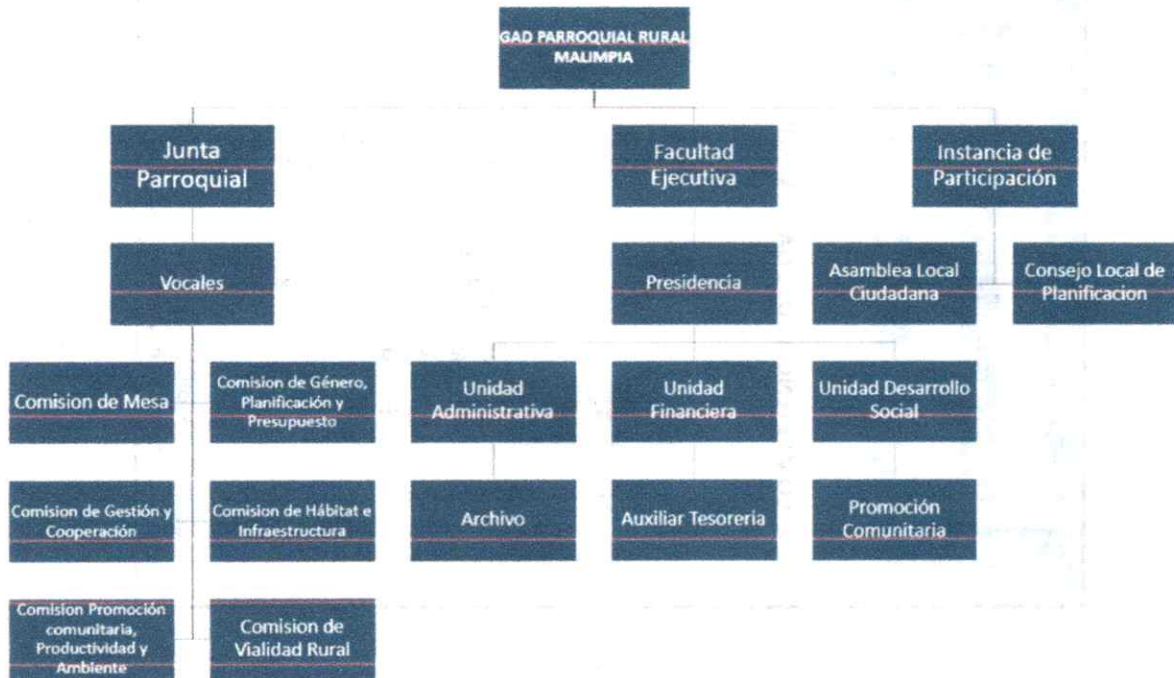 GAD PARROQUIAL RURAL
MALIMPIA
Junta
Parroquial
Facultad
Ejecutiva
Instancia de
Participación
Vocales
Presidencia
Asamblea Local
Ciudadana
Consejo Local de
Planificacion
Comision de Mesa
Comision de Género,
Planificación y
Presupuesto
Unidad
Administrativa
Unidad
Financiera
Unidad Desarrollo
Social
Comision de Gestión y
Cooperación
Comision de Hábitat e
Infraestructura
Archivo
Auxiliar Tesoreria
Promoción
Comunitaria
Comision Promoción
comunitaria,
Productividad y
Ambiente
Comision de
Vialidad Rural